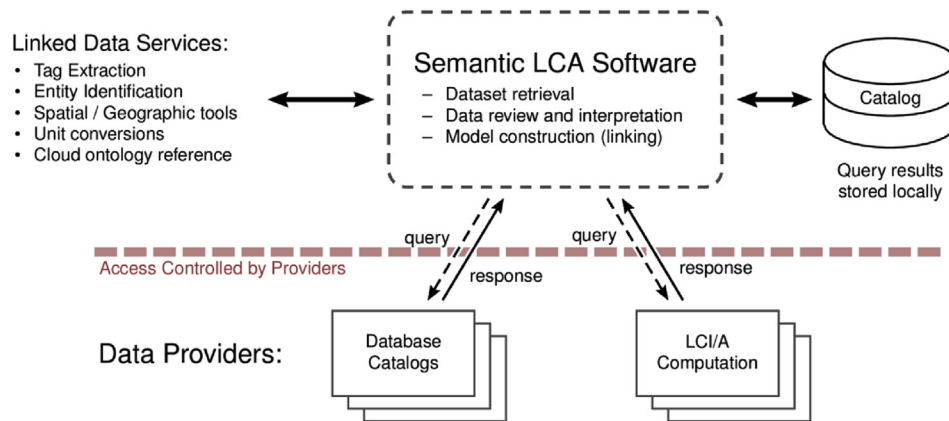 Linked Data Services:
• Tag Extraction
• Entity Identification
• Spatial / Geographic tools
• Unit conversions
• Cloud ontology reference
Semantic LCA Software
– Dataset retrieval
– Data review and interpretation
– Model construction (linking)
Catalog
Query results
stored locally
query
response
query
response
Access Controlled by Providers
Data Providers:
Database
Catalogs
LCI/A
Computation